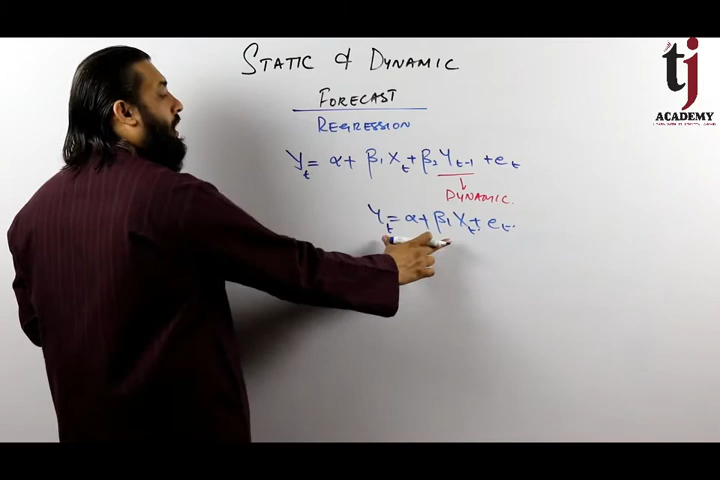 STATIC & DYNAMIC
FORECAST
REGRESSION
Yt = α + β1 Xt + β2 Yt-1 + et
DYNAMIC.
Yt = α + β1 Xt + et.
tj
ACADEMY